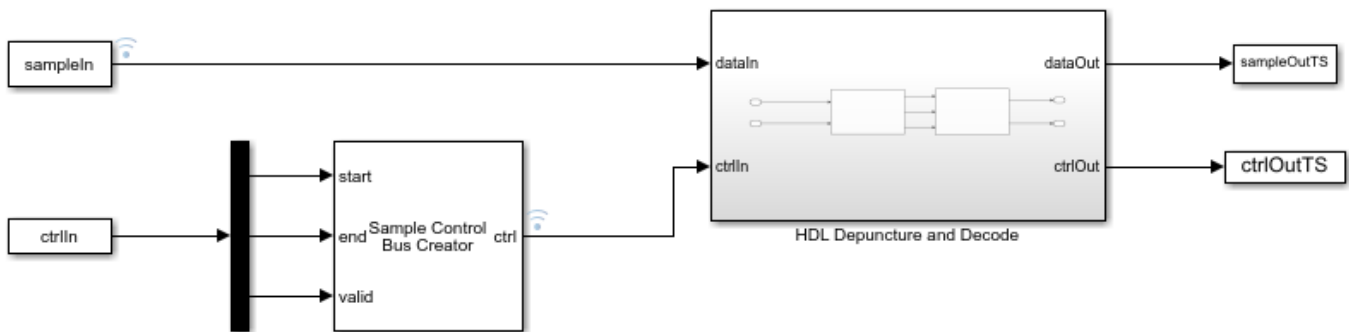 sampleIn
dataIn
dataOut
sampleOutTS
ctrlIn
start
end
valid
Sample Control
Bus Creator
ctrl
ctrlIn
ctrlOut
ctrlOutTS
HDL Depuncture and Decode